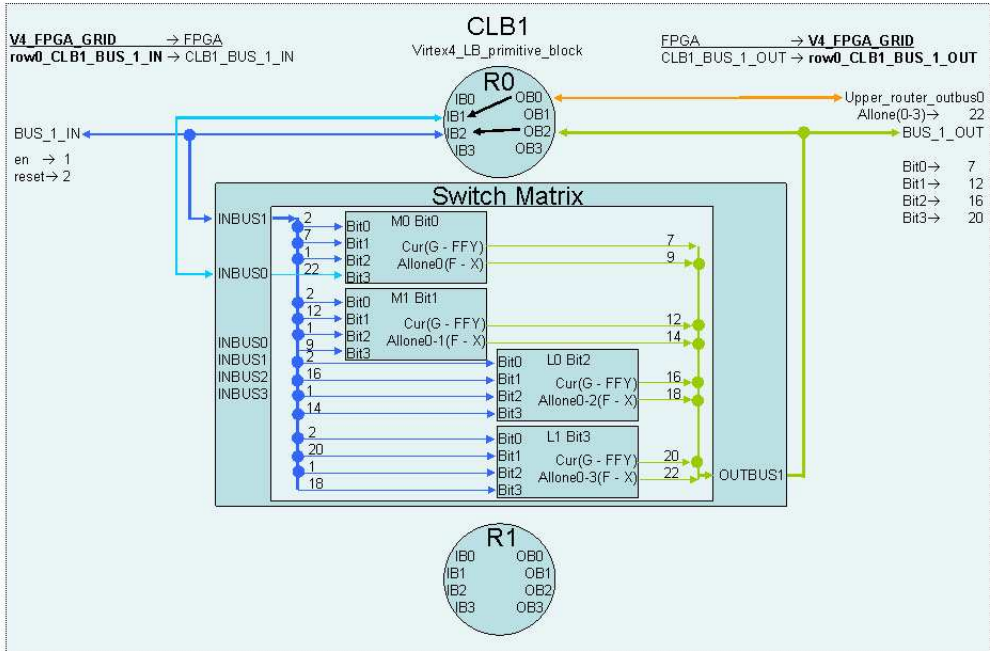 CLB1
Virtex4_LB_primitive_block
V4_FPGA_GRID → FPGA
row0_CLB1_BUS_1_IN → CLB1_BUS_1_IN
FPGA → V4_FPGA_GRID
CLB1_BUS_1_OUT → row0_CLB1_BUS_1_OUT
R0
IB0 OB0
IB1 OB1
IB2 OB2
IB3 OB3
Upper_router_outbus0
Allone(0-3)→ 22
BUS_1_IN
BUS_1_OUT
en → 1
reset→ 2
Bit0→ 7
Bit1→ 12
Bit2→ 16
Bit3→ 20
Switch Matrix
INBUS1
INBUS0
INBUS0
INBUS1
INBUS2
INBUS3
2 Bit0 M0 Bit0
7 Bit1 Cur(G - FFY) 7
1 Bit2 Allone0(F - X) 9
22 Bit3
2 Bit0 M1 Bit1
12 Bit1 Cur(G - FFY) 12
1 Bit2 Allone0-1(F - X) 14
9 Bit3
2 Bit0 L0 Bit2
16 Bit1 Cur(G - FFY) 16
1 Bit2 Allone0-2(F - X) 18
14 Bit3
2 Bit0 L1 Bit3
20 Bit1 Cur(G - FFY) 20
1 Bit2 Allone0-3(F - X) 22
18 Bit3
OUTBUS1
R1
IB0 OB0
IB1 OB1
IB2 OB2
IB3 OB3